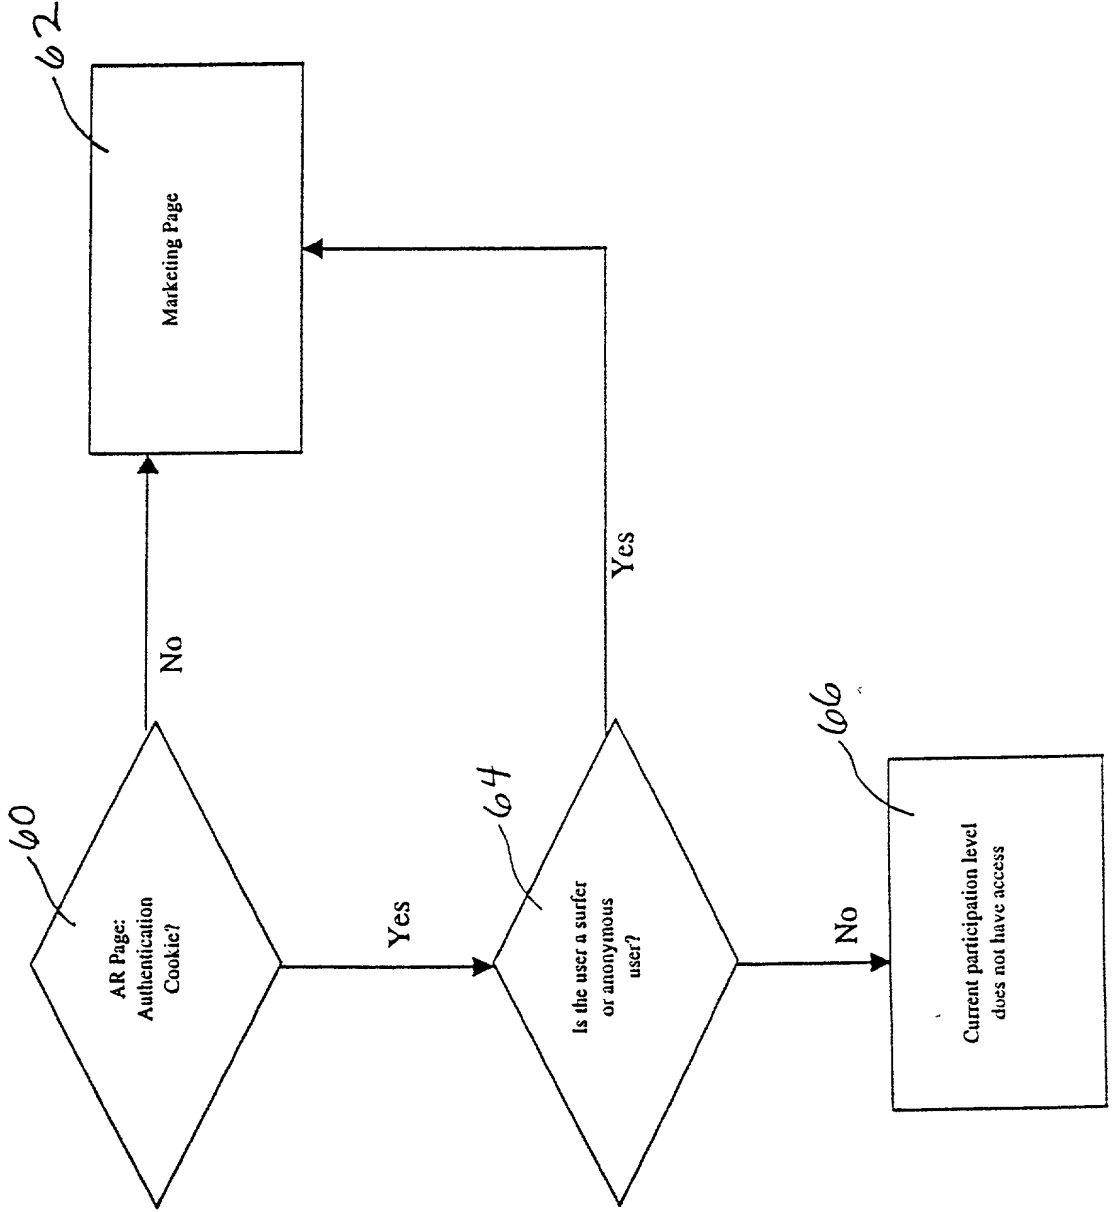 60
AR Page:
Authentication
Cookie?
No
62
Marketing Page
Yes
64
Is the user a surfer
or anonymous
user?
Yes
No
66
Current participation level
does not have access